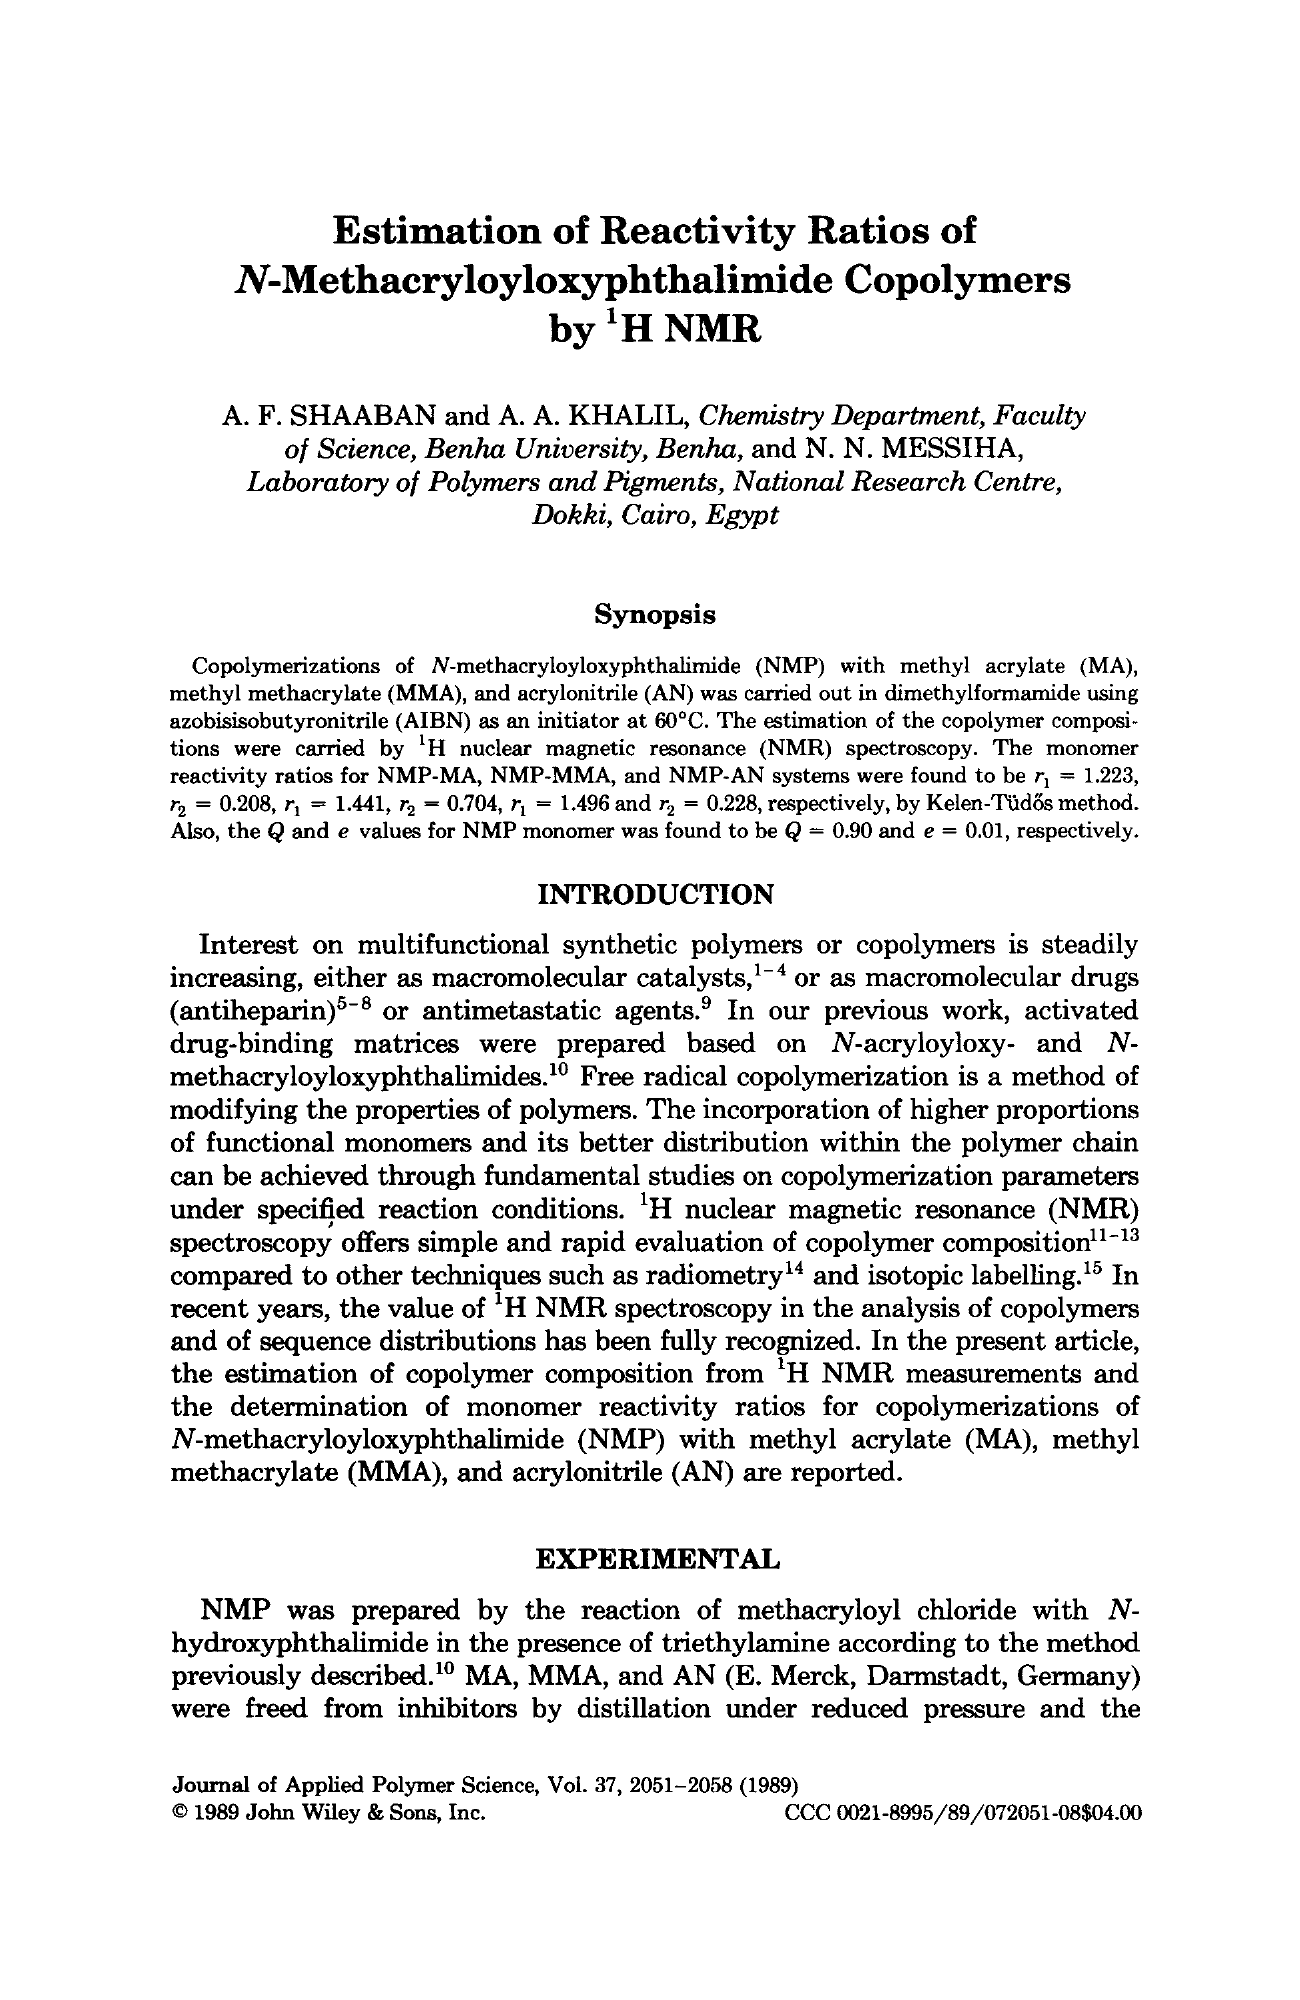 Estimation of Reactivity Ratios of
N-Methacryloyloxyphthalimide Copolymers
by ¹H NMR
A. F. SHAABAN and A. A. KHALIL, Chemistry Department, Faculty
of Science, Benha University, Benha, and N. N. MESSIHA,
Laboratory of Polymers and Pigments, National Research Centre,
Dokki, Cairo, Egypt
Synopsis
Copolymerizations of N-methacryloyloxyphthalimide (NMP) with methyl acrylate (MA),
methyl methacrylate (MMA), and acrylonitrile (AN) was carried out in dimethylformamide using
azobisisobutyronitrile (AIBN) as an initiator at 60°C. The estimation of the copolymer composi-
tions were carried by ¹H nuclear magnetic resonance (NMR) spectroscopy. The monomer
reactivity ratios for NMP-MA, NMP-MMA, and NMP-AN systems were found to be r₁ = 1.223,
r₂ = 0.208, r₁ = 1.441, r₂ = 0.704, r₁ = 1.496 and r₂ = 0.228, respectively, by Kelen-Tüdős method.
Also, the Q and e values for NMP monomer was found to be Q = 0.90 and e = 0.01, respectively.
INTRODUCTION
Interest on multifunctional synthetic polymers or copolymers is steadily
increasing, either as macromolecular catalysts,¹⁻⁴ or as macromolecular drugs
(antiheparin)⁵⁻⁸ or antimetastatic agents.⁹ In our previous work, activated
drug-binding matrices were prepared based on N-acryloyloxy- and N-
methacryloyloxyphthalimides.¹⁰ Free radical copolymerization is a method of
modifying the properties of polymers. The incorporation of higher proportions
of functional monomers and its better distribution within the polymer chain
can be achieved through fundamental studies on copolymerization parameters
under specified reaction conditions. ¹H nuclear magnetic resonance (NMR)
spectroscopy offers simple and rapid evaluation of copolymer composition¹¹⁻¹³
compared to other techniques such as radiometry¹⁴ and isotopic labelling.¹⁵ In
recent years, the value of ¹H NMR spectroscopy in the analysis of copolymers
and of sequence distributions has been fully recognized. In the present article,
the estimation of copolymer composition from ¹H NMR measurements and
the determination of monomer reactivity ratios for copolymerizations of
N-methacryloyloxyphthalimide (NMP) with methyl acrylate (MA), methyl
methacrylate (MMA), and acrylonitrile (AN) are reported.
EXPERIMENTAL
NMP was prepared by the reaction of methacryloyl chloride with N-
hydroxyphthalimide in the presence of triethylamine according to the method
previously described.¹⁰ MA, MMA, and AN (E. Merck, Darmstadt, Germany)
were freed from inhibitors by distillation under reduced pressure and the
Journal of Applied Polymer Science, Vol. 37, 2051–2058 (1989)
© 1989 John Wiley & Sons, Inc. CCC 0021-8995/89/072051-08$04.00